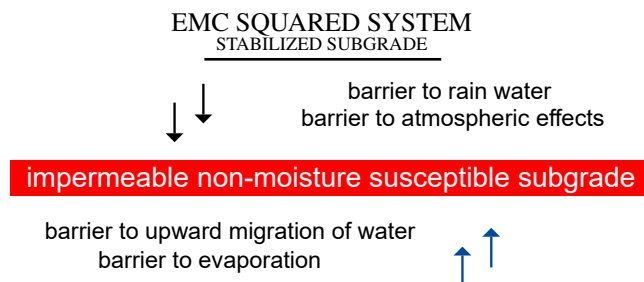 EMC SQUARED SYSTEM
STABILIZED SUBGRADE
barrier to rain water
barrier to atmospheric effects
impermeable non-moisture susceptible subgrade
barrier to upward migration of water
barrier to evaporation